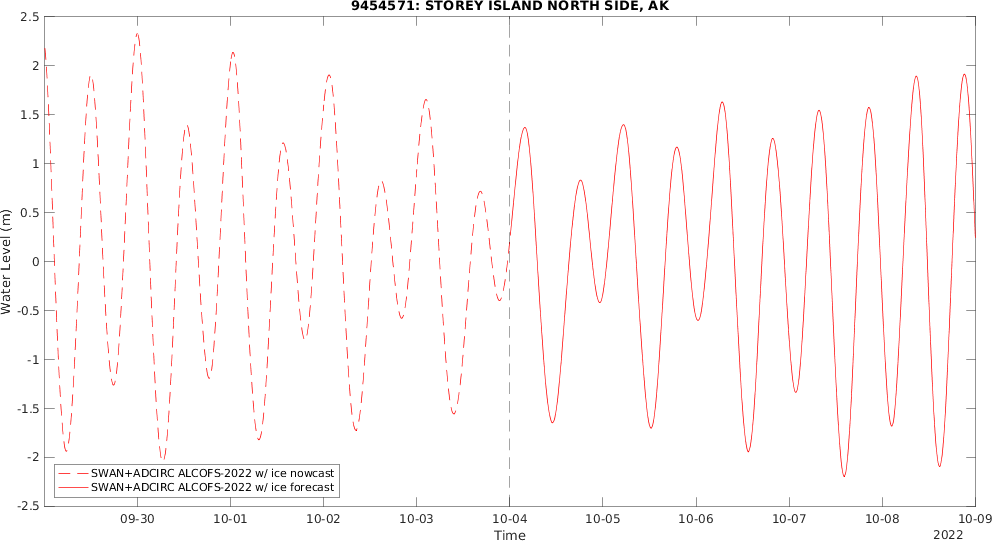 9454571: STOREY ISLAND NORTH SIDE, AK
Water Level (m)
2.5
2
1.5
1
0.5
0
-0.5
-1
-1.5
-2
-2.5
SWAN+ADCIRC ALCOFS-2022 w/ ice nowcast
SWAN+ADCIRC ALCOFS-2022 w/ ice forecast
09-30 10-01 10-02 10-03 10-04 10-05 10-06 10-07 10-08 10-09
Time
2022